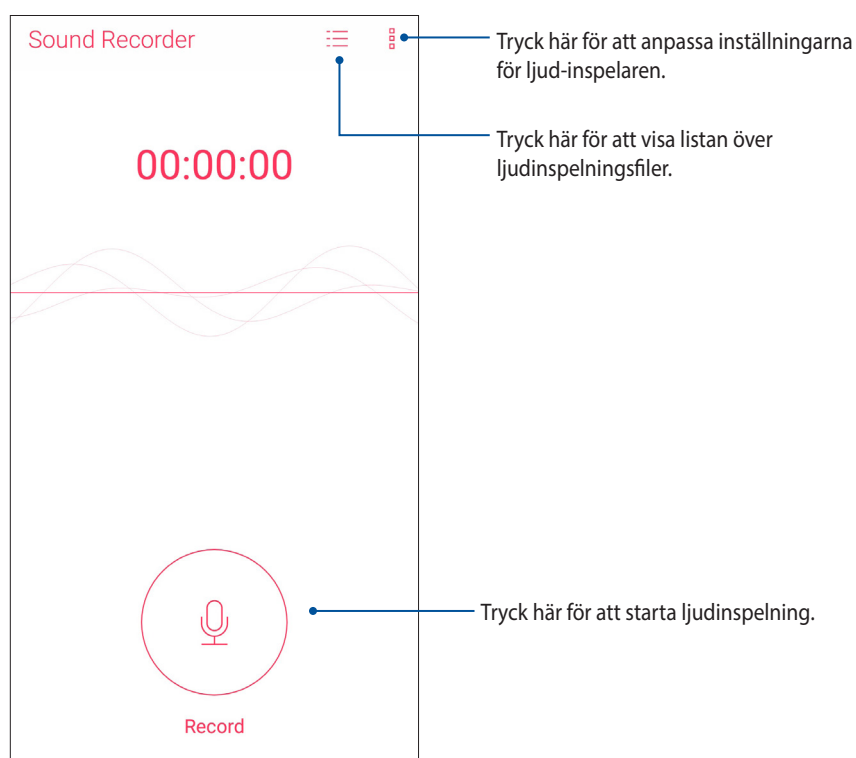 Sound Recorder
Tryck här för att anpassa inställningarna
för ljud-inspelaren.
Tryck här för att visa listan över
ljudinspelningsfiler.
00:00:00
Tryck här för att starta ljudinspelning.
Record